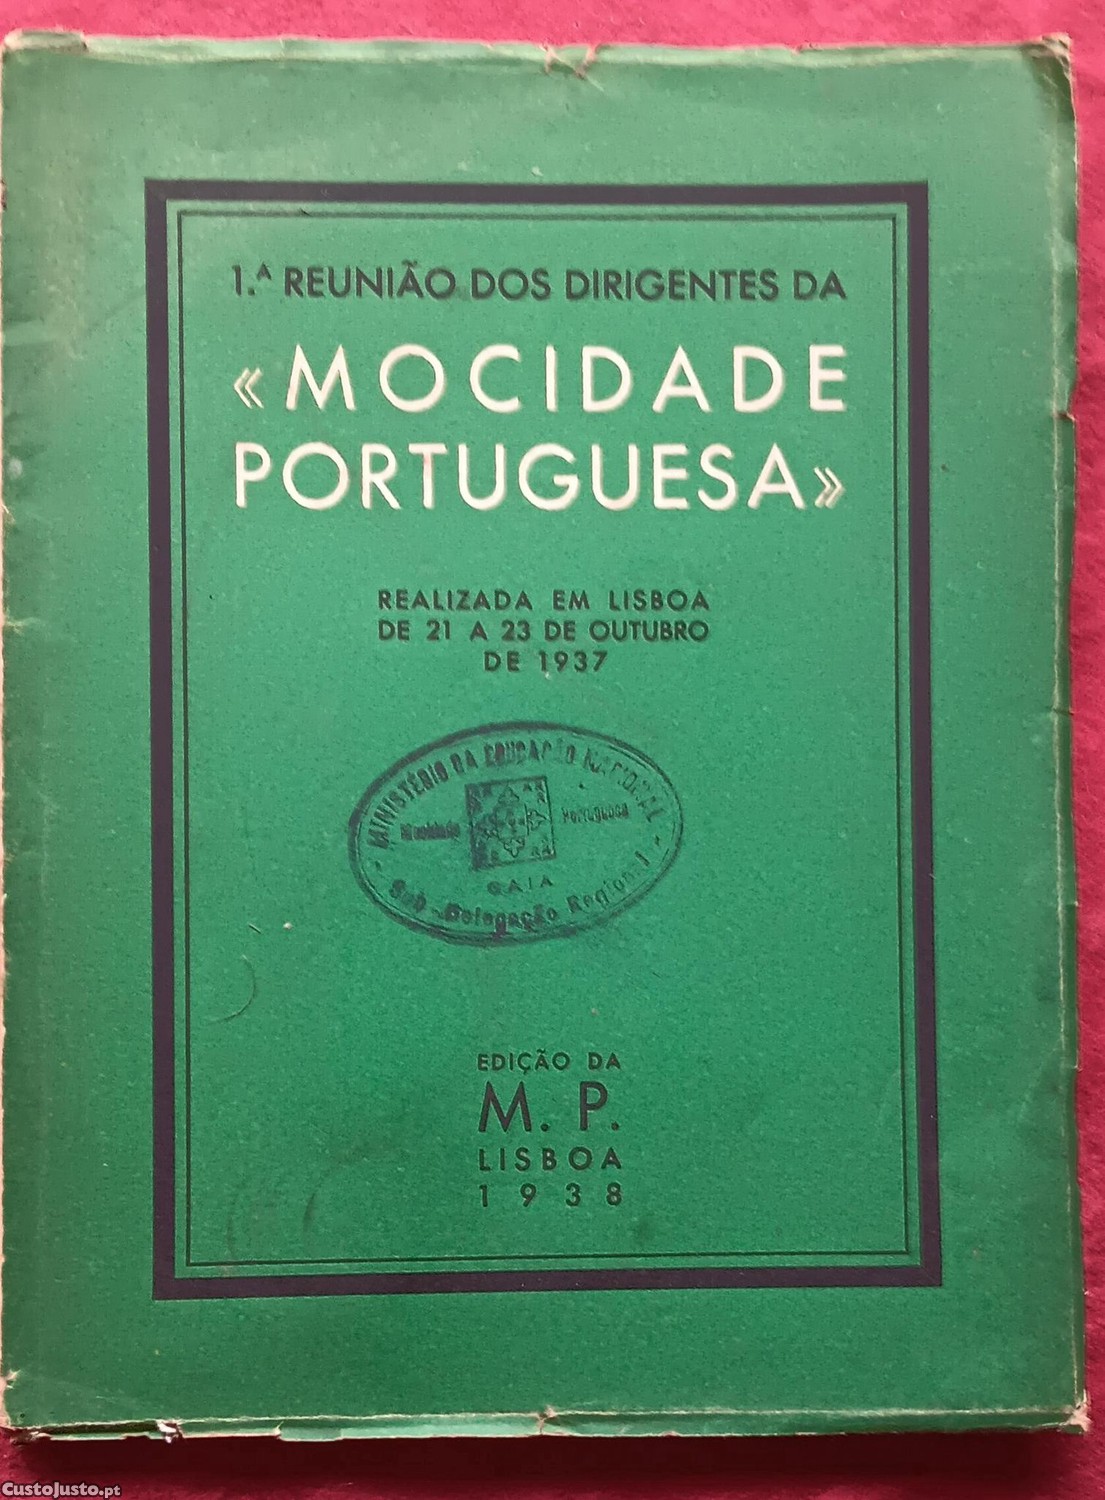 1.ª REUNIÃO DOS DIRIGENTES DA
«MOCIDADE
PORTUGUESA»
REALIZADA EM LISBOA
DE 21 A 23 DE OUTUBRO
DE 1937
MINISTÉRIO DA EDUCAÇÃO NACIONAL
Mocidade PORTUGUESA
GAIA
Sub-Delegação Regional
EDIÇÃO DA
M. P.
LISBOA
1938
CustoJusto.pt